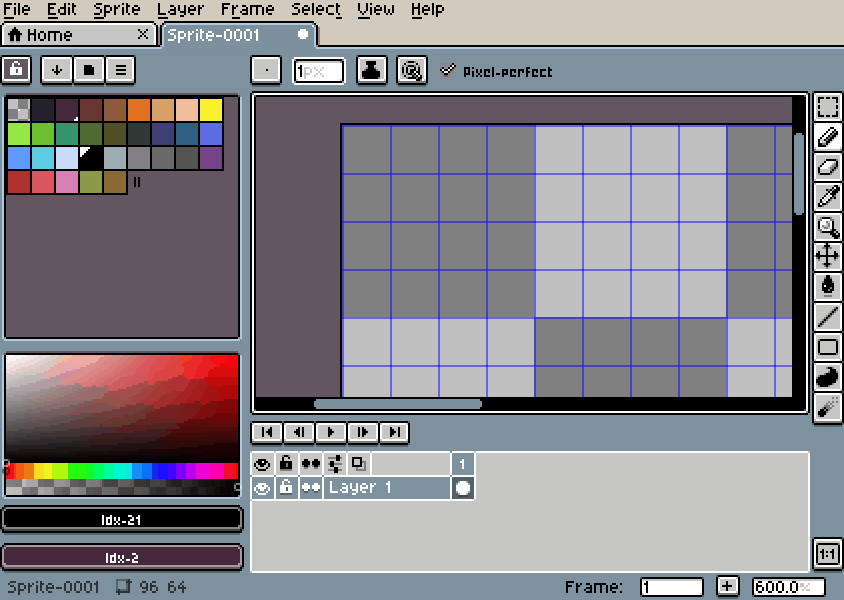 File Edit Sprite Layer Frame Select View Help
Home Sprite-0001
1px Pixel-perfect
1
Layer 1
Idx-21
Idx-2
1:1
Sprite-0001 96 64 Frame: 1 600.0%